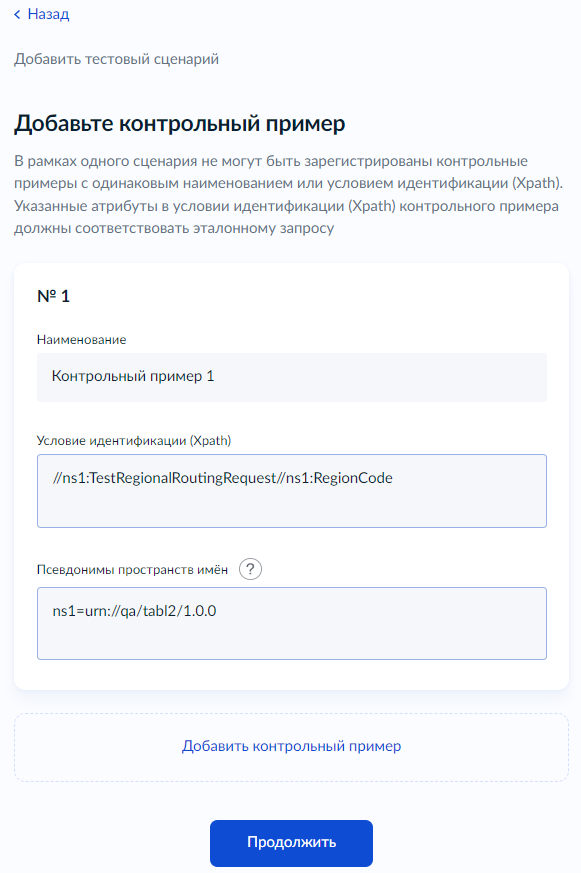 Назад
Добавить тестовый сценарий
Добавьте контрольный пример
В рамках одного сценария не могут быть зарегистрированы контрольные
примеры с одинаковым наименованием или условием идентификации (Xpath).
Указанные атрибуты в условии идентификации (Xpath) контрольного примера
должны соответствовать эталонному запросу
№ 1
Наименование
Контрольный пример 1
Условие идентификации (Xpath)
//ns1:TestRegionalRoutingRequest//ns1:RegionCode
Псевдонимы пространств имён ?
ns1=urn://qa/tabl2/1.0.0
Добавить контрольный пример
Продолжить